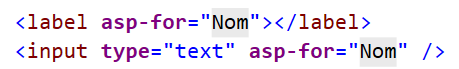 <label asp-for="Nom"></label>
<input type="text" asp-for="Nom" />